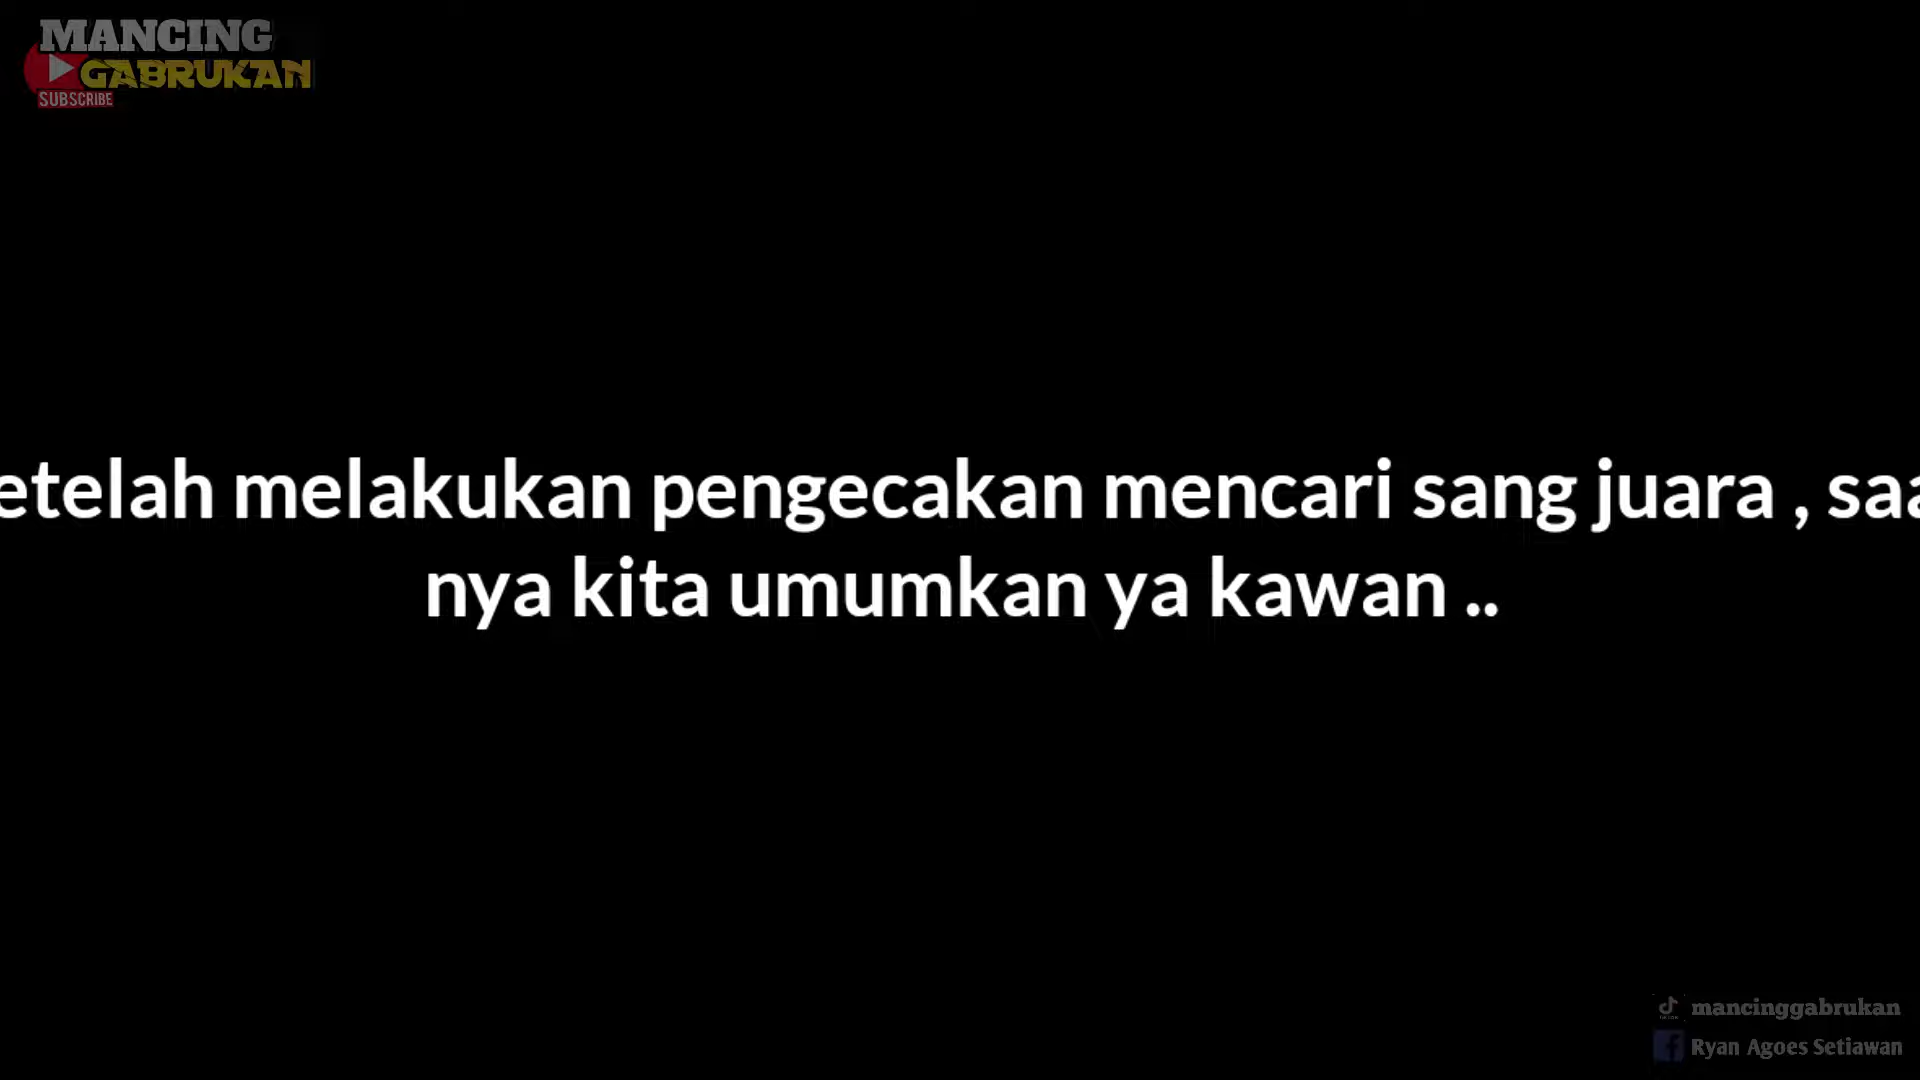 MANCING
GABRUKAN
SUBSCRIBE
etelah melakukan pengecakan mencari sang juara , saa
nya kita umumkan ya kawan ..
mancinggabrukan
Ryan Agoes Setiawan